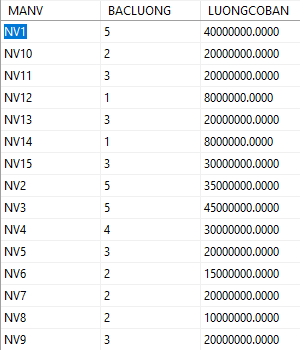 MANV BACLUONG LUONGCOBAN
NV1 5 40000000.0000
NV10 2 20000000.0000
NV11 3 20000000.0000
NV12 1 8000000.0000
NV13 3 20000000.0000
NV14 1 8000000.0000
NV15 3 30000000.0000
NV2 5 35000000.0000
NV3 5 45000000.0000
NV4 4 30000000.0000
NV5 3 20000000.0000
NV6 2 15000000.0000
NV7 2 20000000.0000
NV8 2 10000000.0000
NV9 3 20000000.0000